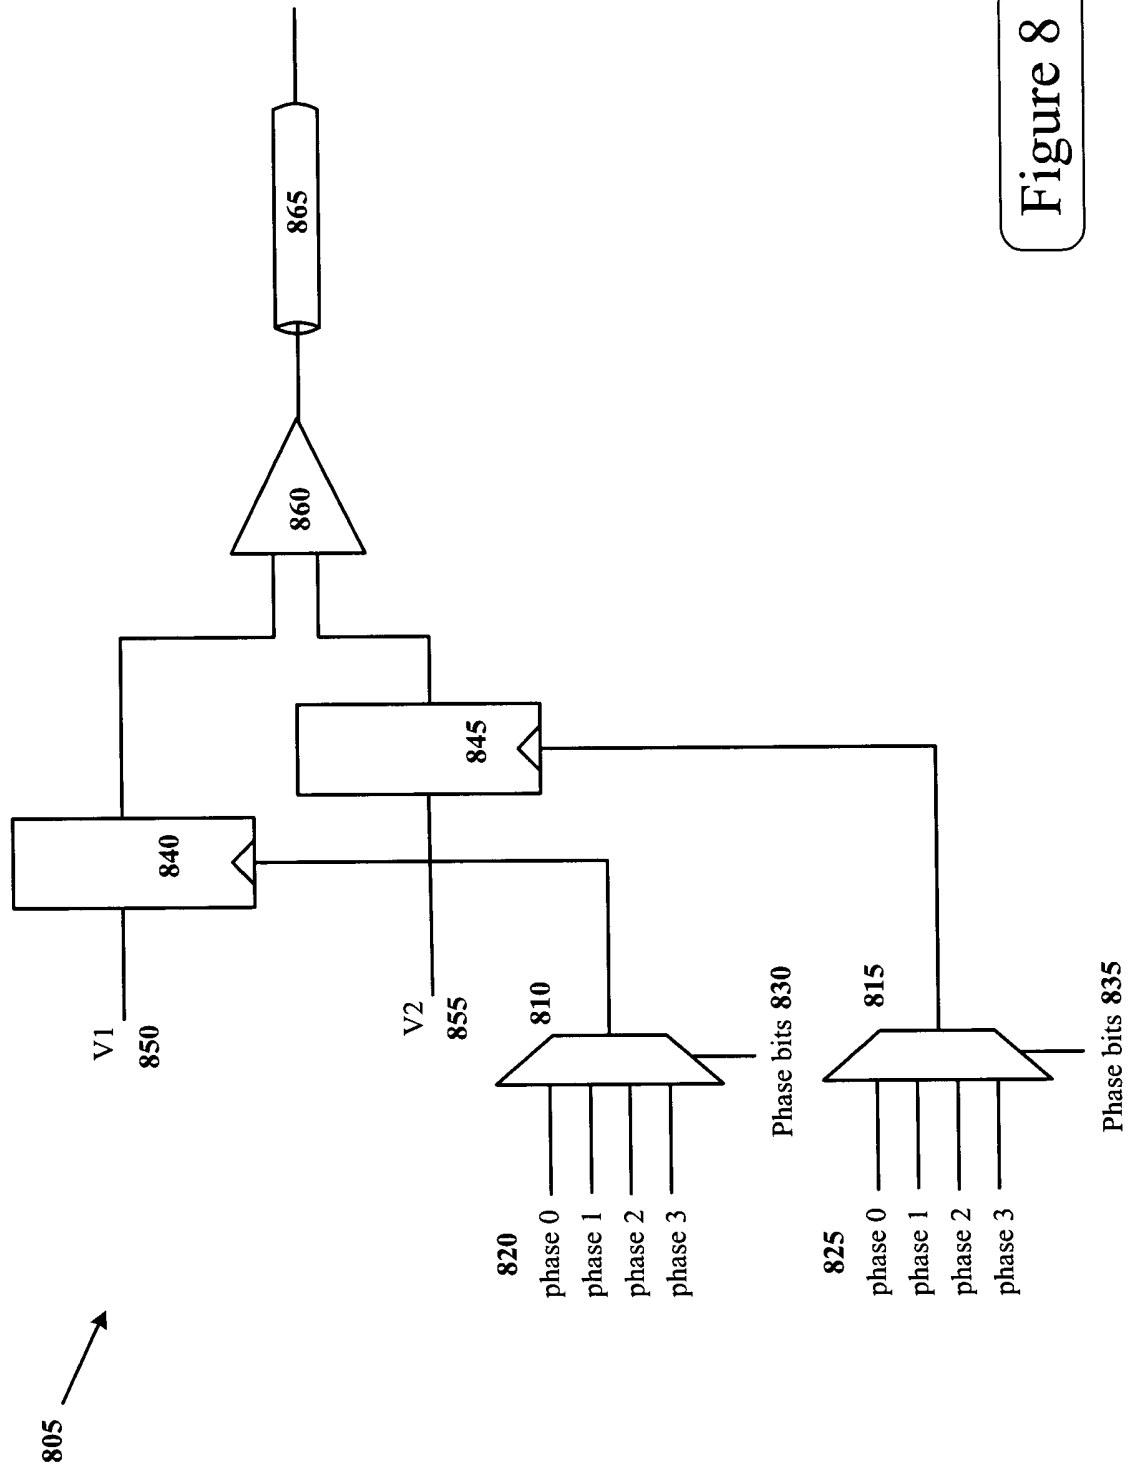 805
V1
850
840
V2
855
845
860
865
820
phase 0
phase 1
phase 2
phase 3
810
Phase bits 830
825
phase 0
phase 1
phase 2
phase 3
815
Phase bits 835
Figure 8